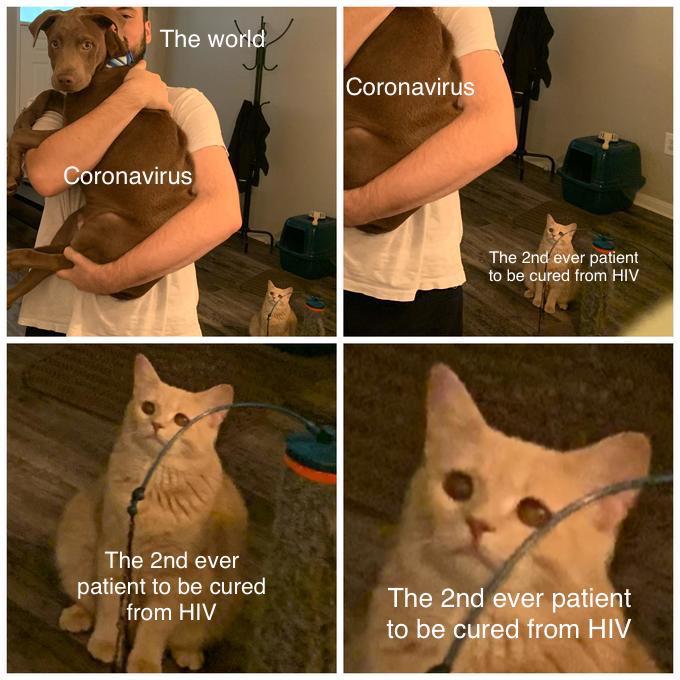 The world
Coronavirus
Coronavirus
The 2nd ever patient
to be cured from HIV
The 2nd ever
patient to be cured
from HIV
The 2nd ever patient
to be cured from HIV